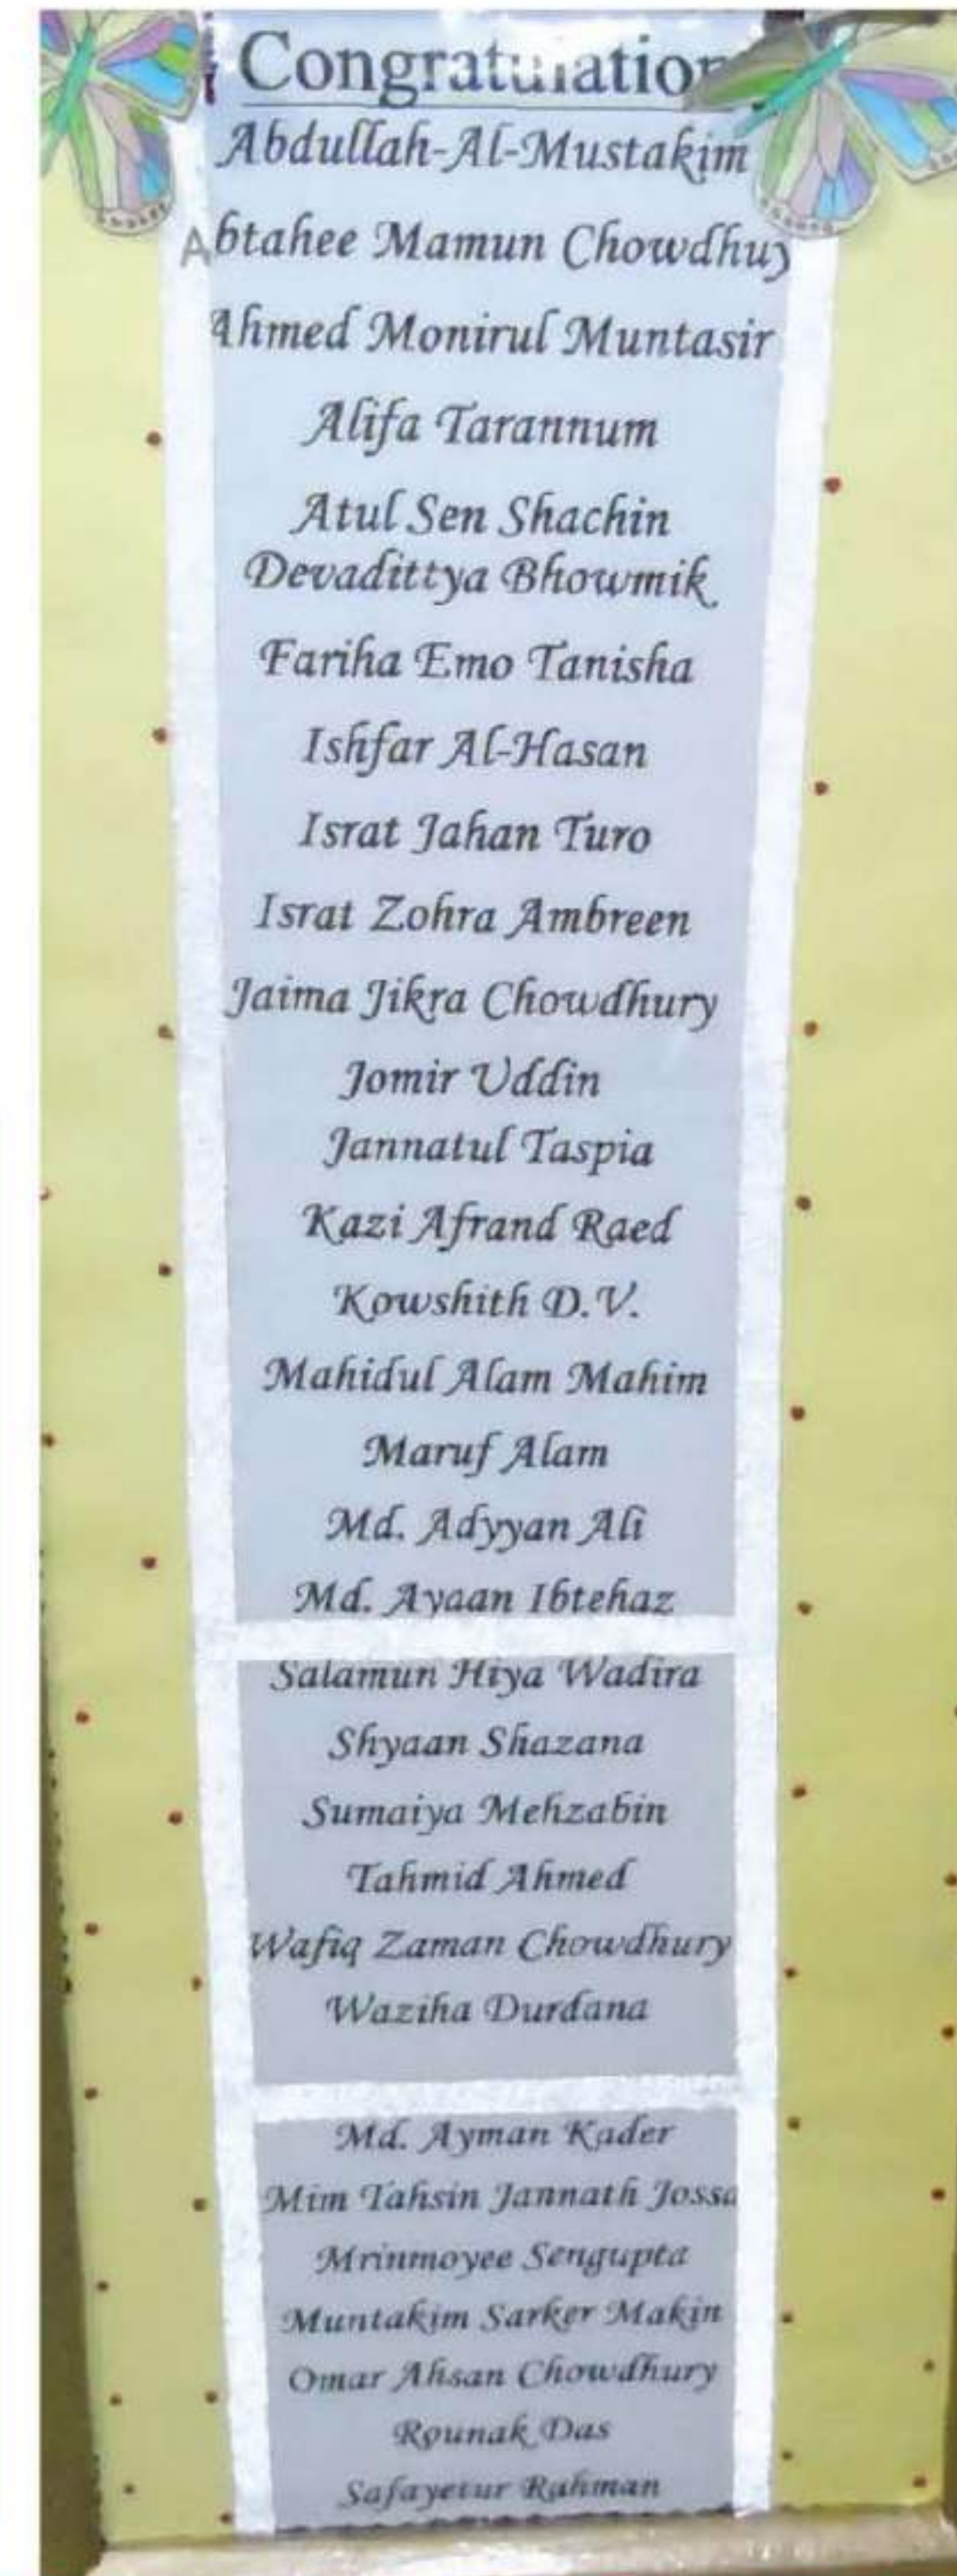 Congratulation
Abdullah-Al-Mustakim
Abtahee Mamun Chowdhuy
Ahmed Monirul Muntasir
Alifa Tarannum
Atul Sen Shachin
Devadittya Bhowmik
Fariha Emo Tanisha
Ishfar Al-Hasan
Israt Jahan Turo
Israt Zohra Ambreen
Jaima Jikra Chowdhury
Jomir Uddin
Jannatul Taspia
Kazi Afrand Raed
Kowshith D.V.
Mahidul Alam Mahim
Maruf Alam
Md. Adyyan Ali
Md. Ayaan Ibtehaz
Salamun Hiya Wadira
Shyaan Shazana
Sumaiya Mehzabin
Tahmid Ahmed
Wafiq Zaman Chowdhury
Waziha Durdana
Md. Ayman Kader
Mim Tahsin Jannath Jossa
Mrinmoyee Sengupta
Muntakim Sarker Makin
Omar Ahsan Chowdhury
Rounak Das
Safayetur Rahman